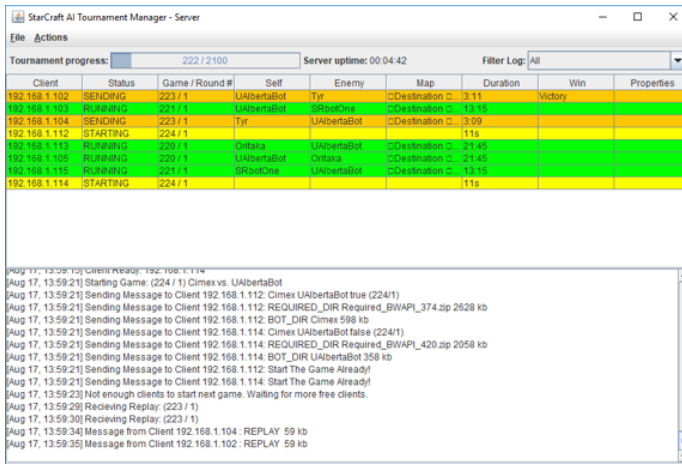 StarCraft AI Tournament Manager - Server
File Actions
Tournament progress: 222 / 2100 Server uptime: 00:04:42 Filter Log: All
Client Status Game / Round # Self Enemy Map Duration Win Properties
192.168.1.102 SENDING 223 / 1 UAlbertaBot Tyr □Destination □... 3:11 Victory
192.168.1.103 RUNNING 221 / 1 UAlbertaBot SRbotOne □Destination □... 13:15
192.168.1.104 SENDING 223 / 1 Tyr UAlbertaBot □Destination □... 3:09
192.168.1.112 STARTING 224 / 1 11s
192.168.1.113 RUNNING 220 / 1 Oritaka UAlbertaBot □Destination □... 21:45
192.168.1.105 RUNNING 220 / 1 UAlbertaBot Oritaka □Destination □... 21:45
192.168.1.115 RUNNING 221 / 1 SRbotOne UAlbertaBot □Destination □... 13:15
192.168.1.114 STARTING 224 / 1 11s
[Aug 17, 13:59:15] Client Ready: 192.168.1.114
[Aug 17, 13:59:21] Starting Game: (224 / 1) Cimex vs. UAlbertaBot
[Aug 17, 13:59:21] Sending Message to Client 192.168.1.112: Cimex UAlbertaBot true (224/1)
[Aug 17, 13:59:21] Sending Message to Client 192.168.1.112: REQUIRED_DIR Required_BWAPI_374.zip 2628 kb
[Aug 17, 13:59:21] Sending Message to Client 192.168.1.112: BOT_DIR Cimex 598 kb
[Aug 17, 13:59:21] Sending Message to Client 192.168.1.114: Cimex UAlbertaBot false (224/1)
[Aug 17, 13:59:21] Sending Message to Client 192.168.1.114: REQUIRED_DIR Required_BWAPI_420.zip 2058 kb
[Aug 17, 13:59:21] Sending Message to Client 192.168.1.114: BOT_DIR UAlbertaBot 358 kb
[Aug 17, 13:59:21] Sending Message to Client 192.168.1.112: Start The Game Already!
[Aug 17, 13:59:21] Sending Message to Client 192.168.1.114: Start The Game Already!
[Aug 17, 13:59:23] Not enough clients to start next game. Waiting for more free clients.
[Aug 17, 13:59:29] Recieving Replay: (223 / 1)
[Aug 17, 13:59:30] Recieving Replay: (223 / 1)
[Aug 17, 13:59:34] Message from Client 192.168.1.104 : REPLAY 59 kb
[Aug 17, 13:59:35] Message from Client 192.168.1.102 : REPLAY 59 kb